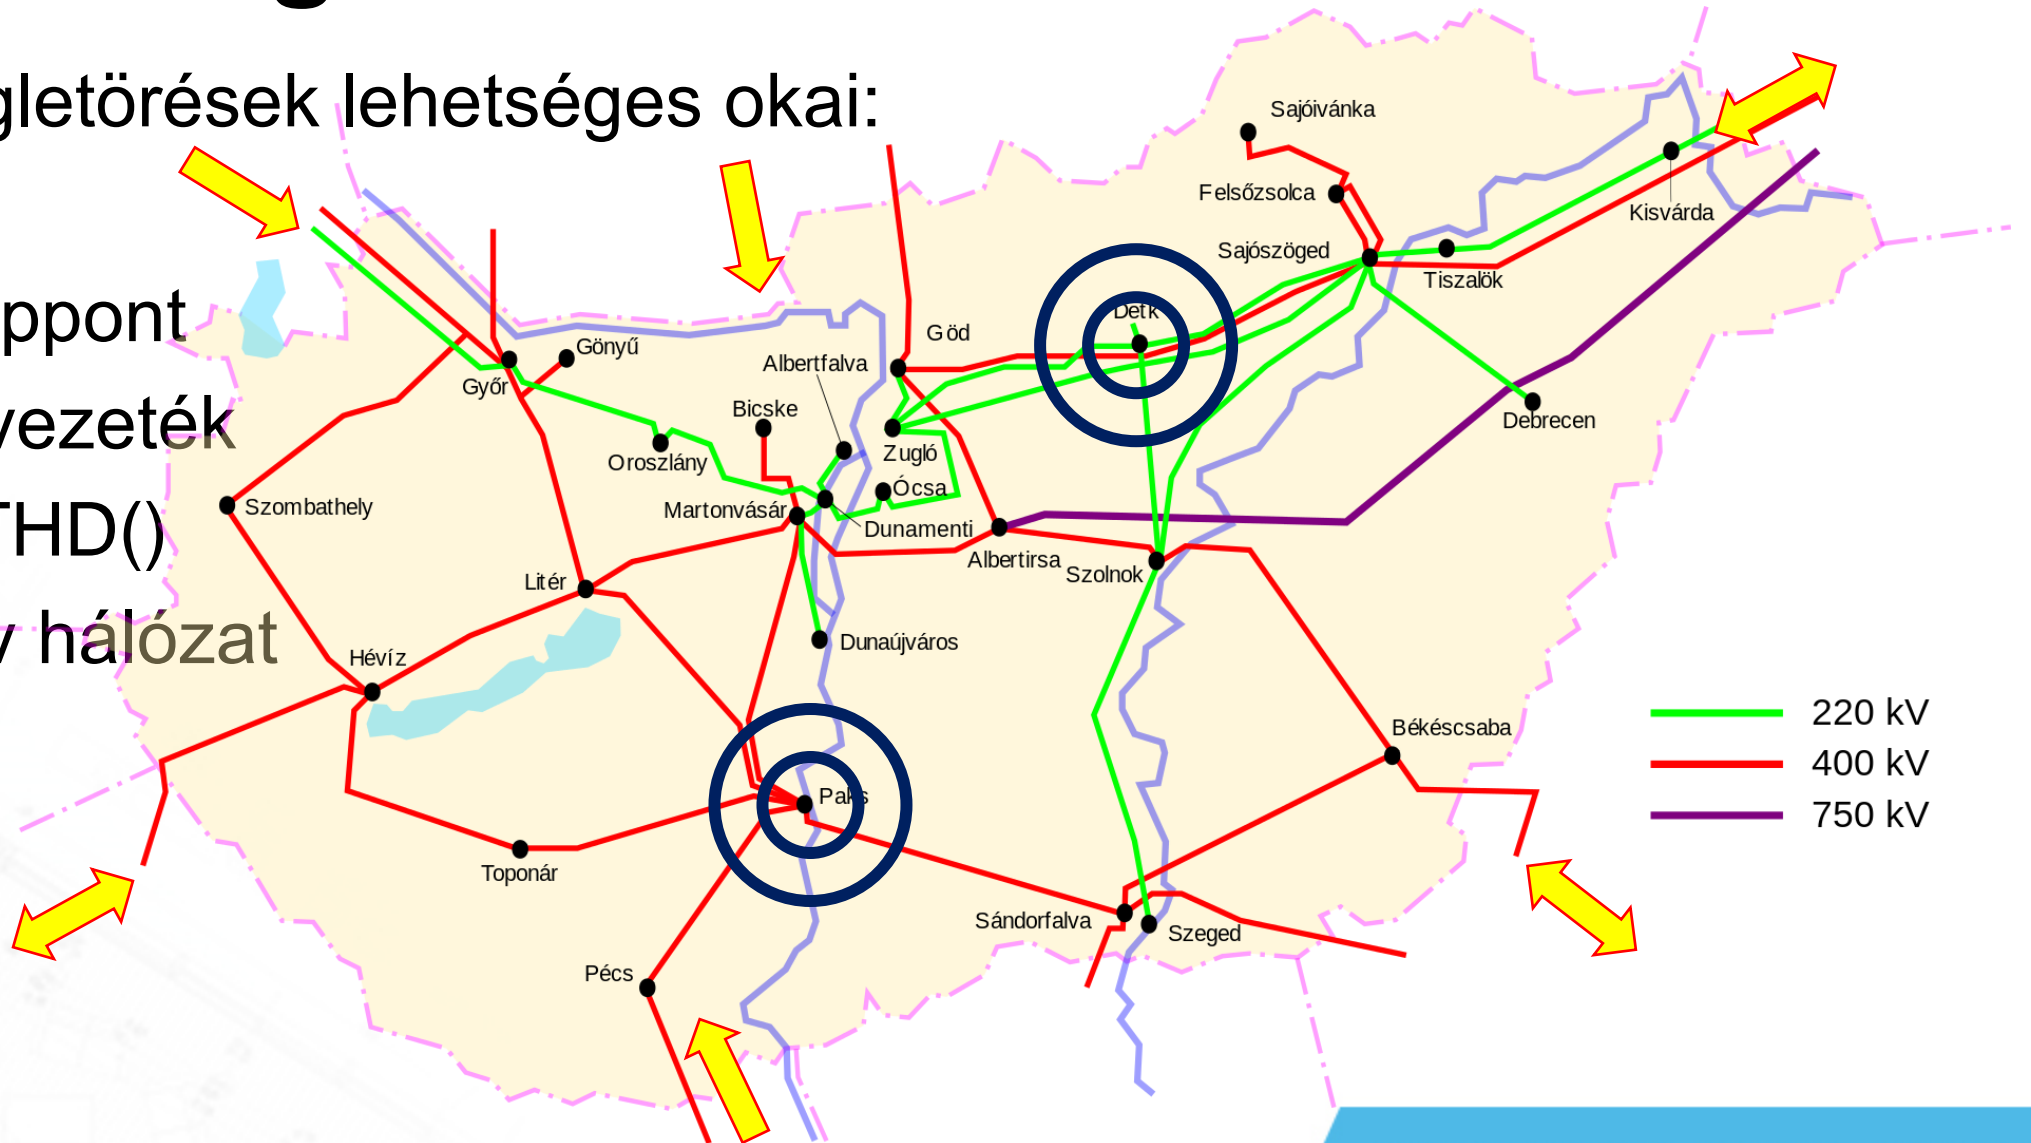 gletörések lehetséges okai:
ppont
vezeték
THD()
hálózat
Sajóivánka
Felsőzsolca
Kisvárda
Sajószöged
Tiszalök
Detk
Göd
Gönyű
Albertfalva
Győr
Bicske
Debrecen
Zugló
Oroszlány
Ócsa
Szombathely
Martonvásár
Dunamenti
Albertirsa
Szolnok
Litér
Dunaújváros
Hévíz
220 kV
Békéscsaba
400 kV
Paks
750 kV
Toponár
Sándorfalva
Szeged
Pécs